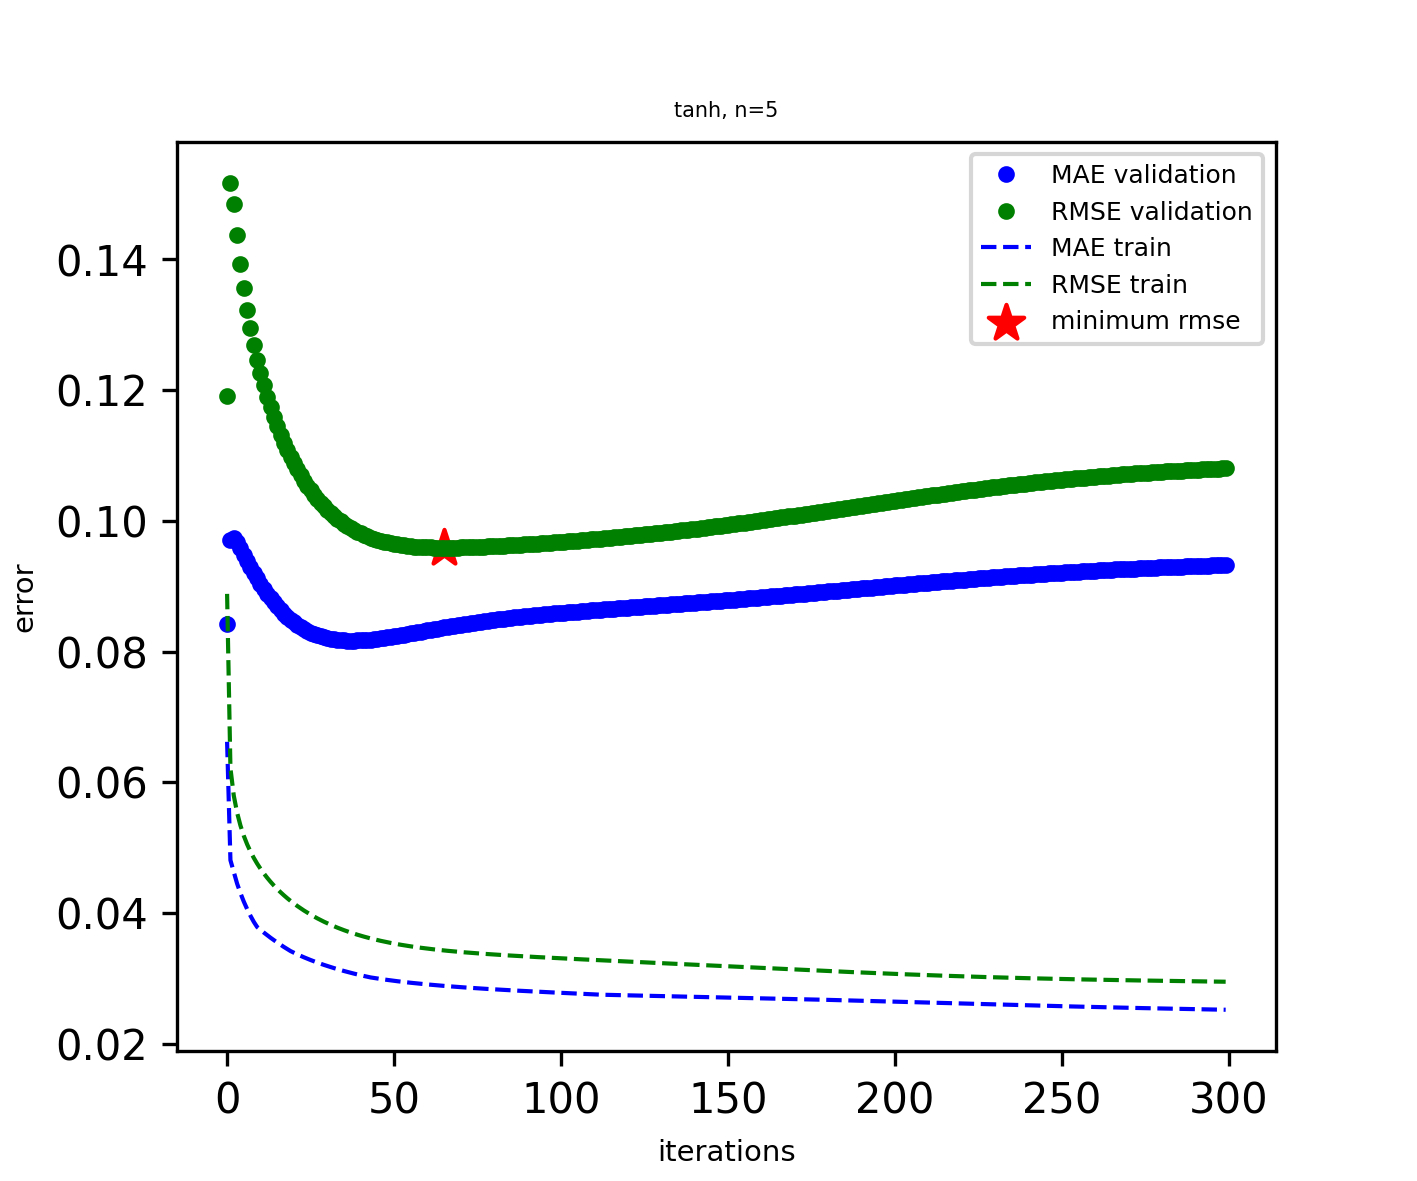 tanh, n=5
MAE validation
RMSE validation
MAE train
RMSE train
minimum rmse
error
0.14
0.12
0.10
0.08
0.06
0.04
0.02
0 50 100 150 200 250 300
iterations